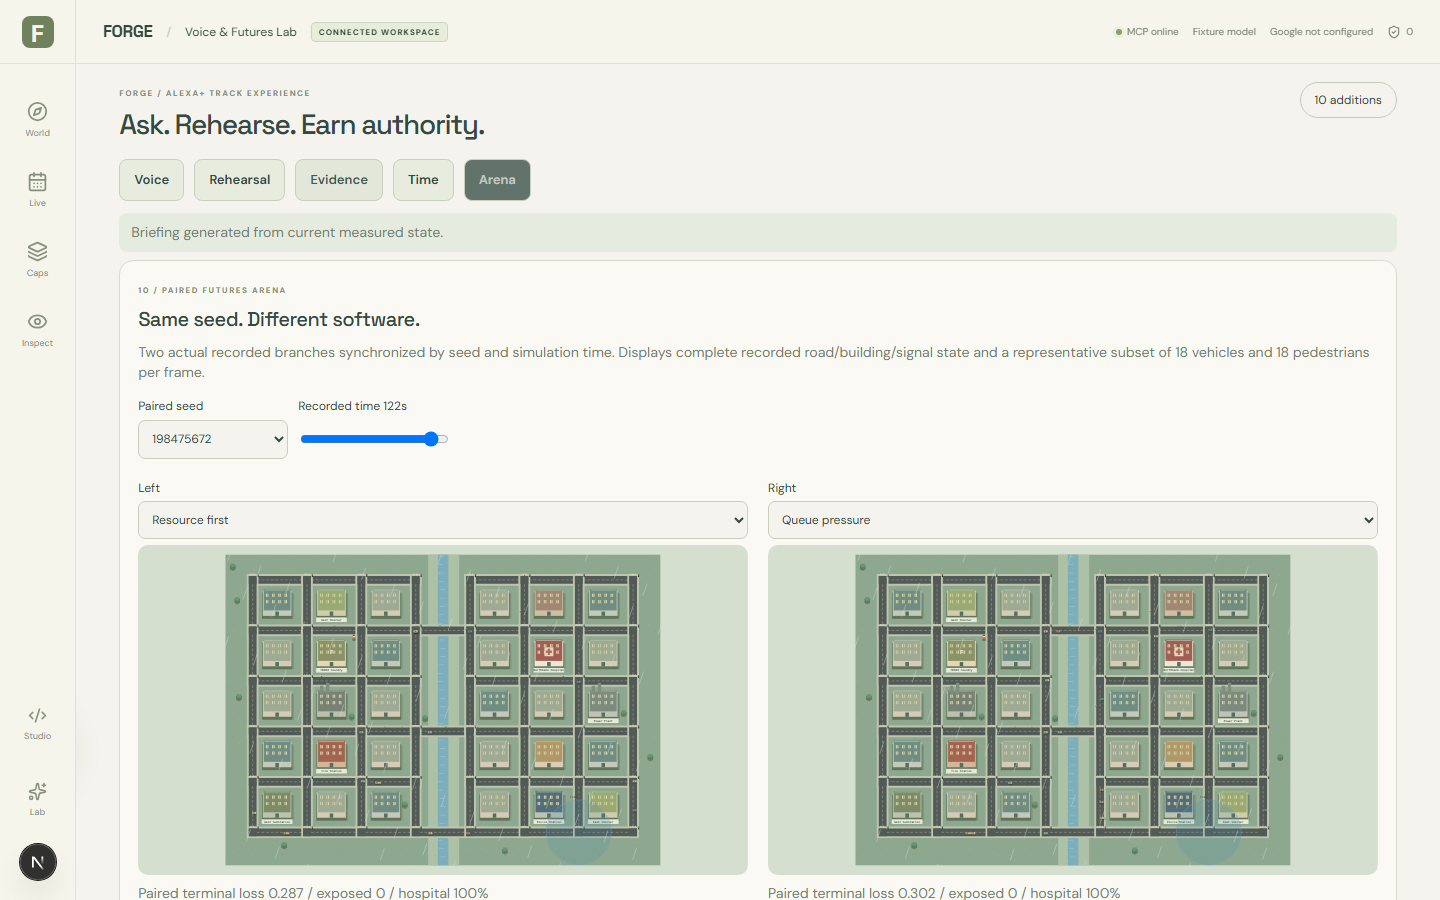 F
FORGE / Voice & Futures Lab CONNECTED WORKSPACE
MCP online Fixture model Google not configured 0
World
Live
Caps
Inspect
Studio
Lab
N
FORGE / ALEXA+ TRACK EXPERIENCE
Ask. Rehearse. Earn authority.
10 additions
Voice Rehearsal Evidence Time Arena
Briefing generated from current measured state.
10 / PAIRED FUTURES ARENA
Same seed. Different software.
Two actual recorded branches synchronized by seed and simulation time. Displays complete recorded road/building/signal state and a representative subset of 18 vehicles and 18 pedestrians
per frame.
Paired seed Recorded time 122s
198475672
Left
Resource first
Right
Queue pressure
Paired terminal loss 0.287 / exposed 0 / hospital 100%
Paired terminal loss 0.302 / exposed 0 / hospital 100%